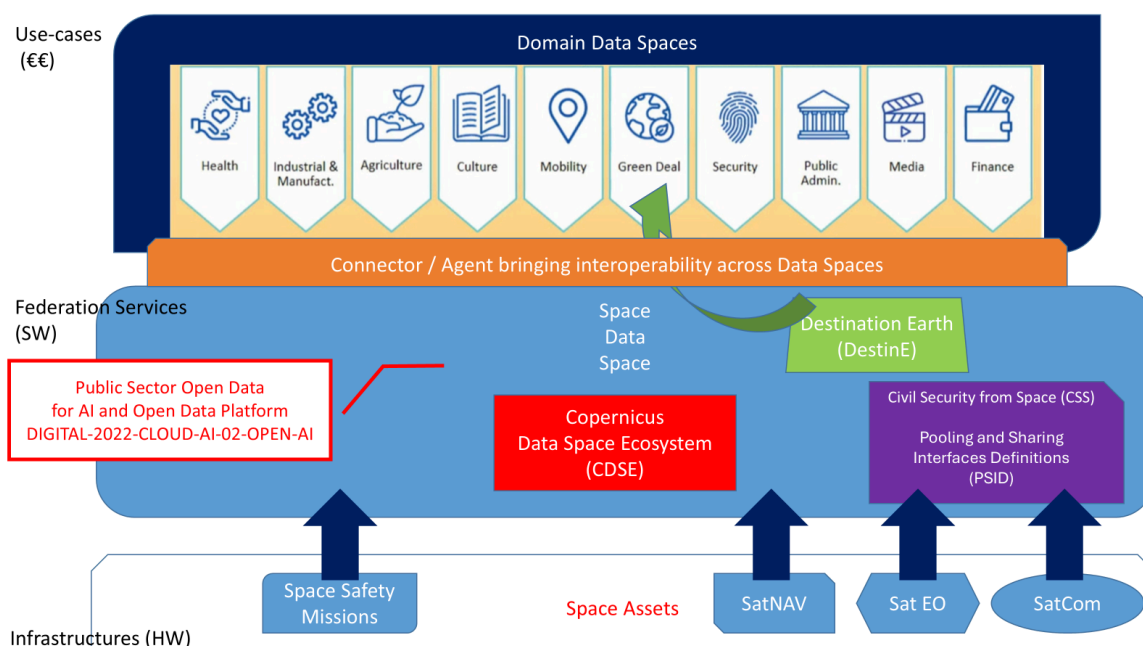 Use-cases
(€€)
Domain Data Spaces
Health
Industrial &
Manufact.
Agriculture
Culture
Mobility
Green Deal
Security
Public
Admin.
Media
Finance
Connector / Agent bringing interoperability across Data Spaces
Federation Services
(SW)
Space
Data
Space
Destination Earth
(DestinE)
Public Sector Open Data
for AI and Open Data Platform
DIGITAL-2022-CLOUD-AI-02-OPEN-AI
Copernicus
Data Space Ecosystem
(CDSE)
Civil Security from Space (CSS)
Pooling and Sharing
Interfaces Definitions
(PSID)
Space Safety
Missions
Space Assets
SatNAV
Sat EO
SatCom
Infrastructures (HW)